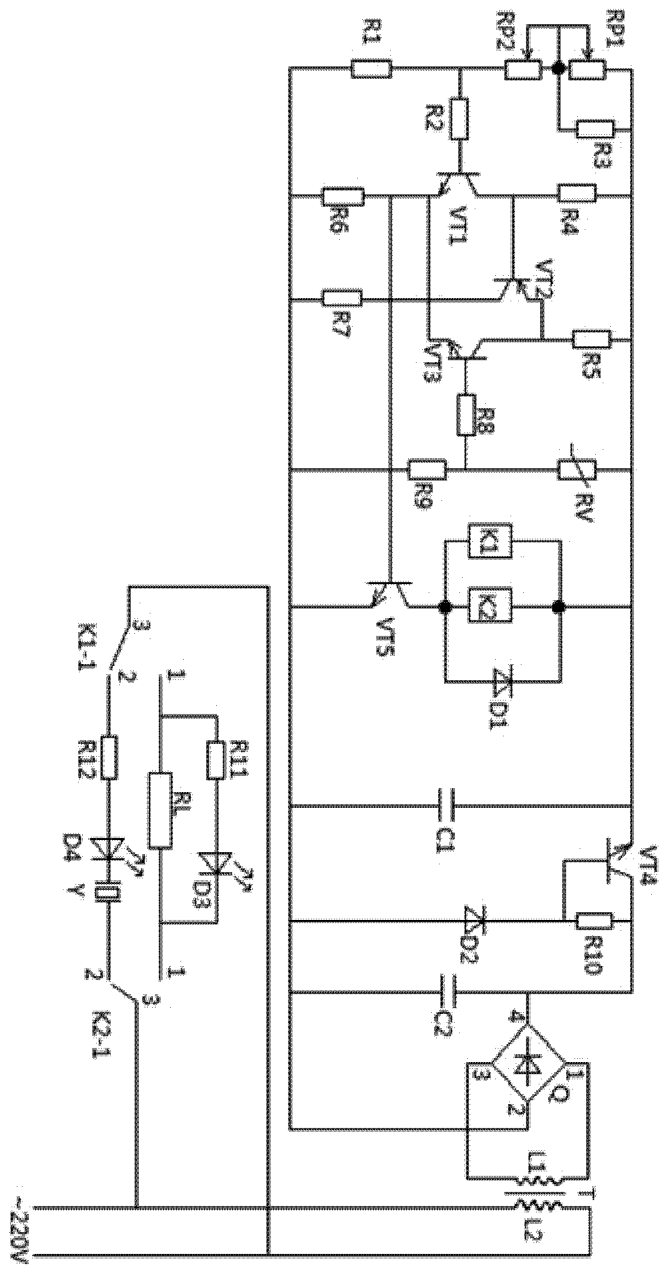 RP1
RP2
R1
R3
R2
R4
VT1
R6
VT2
R7
R5
VT3
R8
RV
R9
K1
K2
VT5
D1
3
K1-1
2
1
R11
R12
RL
C1
VT4
D4
D3
Y
R10
D2
1
2
3
K2-1
C2
4
1
3
Q
2
L1
T
L2
~220V